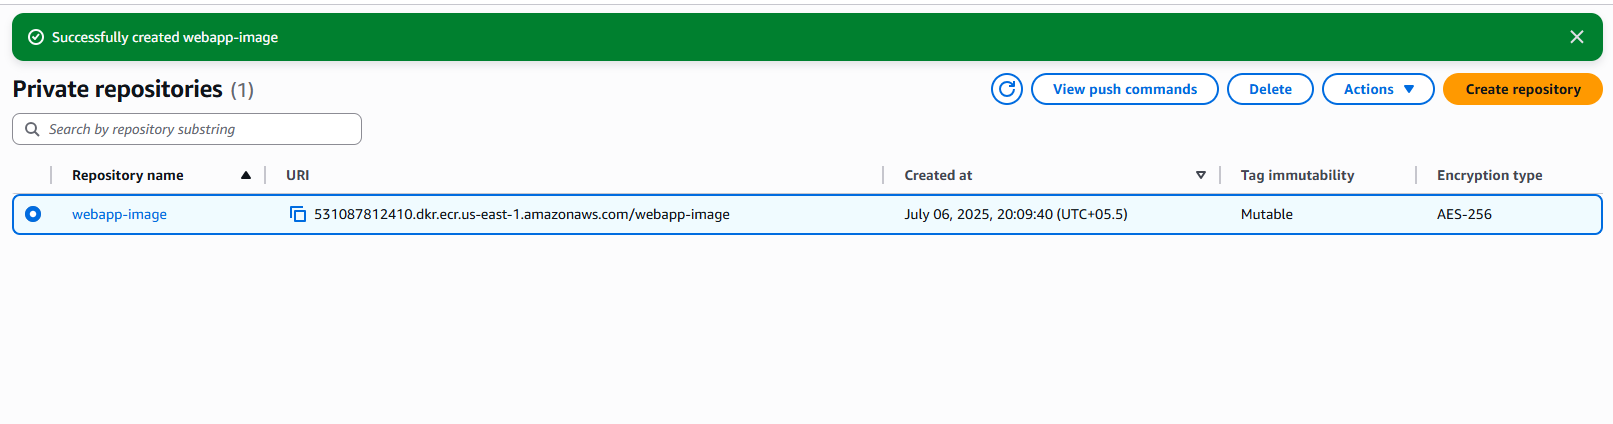 Successfully created webapp-image
Private repositories (1)
View push commands
Delete
Actions
Create repository
Search by repository substring
Repository name
URI
Created at
Tag immutability
Encryption type
webapp-image
531087812410.dkr.ecr.us-east-1.amazonaws.com/webapp-image
July 06, 2025, 20:09:40 (UTC+05.5)
Mutable
AES-256